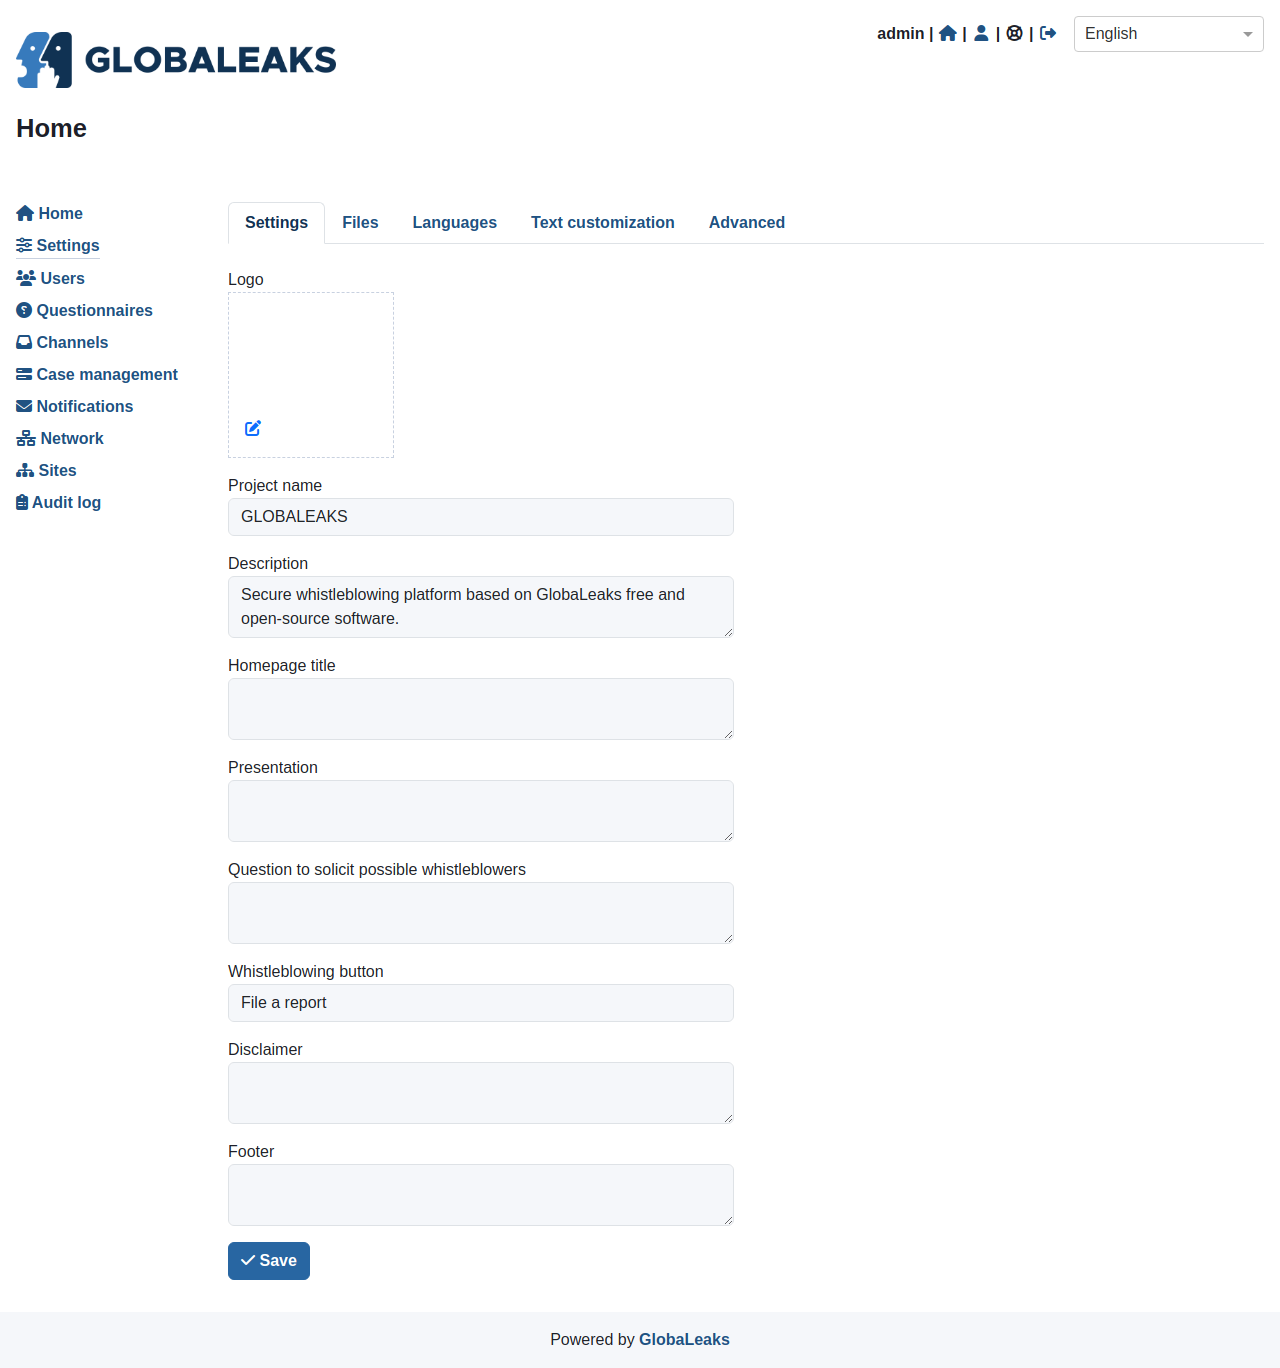 GLOBALEAKS
admin | | | |
English
Home
Home
Settings
Users
Questionnaires
Channels
Case management
Notifications
Network
Sites
Audit log
Settings Files Languages Text customization Advanced
Logo
Project name
GLOBALEAKS
Description
Secure whistleblowing platform based on GlobaLeaks free and
open-source software.
Homepage title
Presentation
Question to solicit possible whistleblowers
Whistleblowing button
File a report
Disclaimer
Footer
Save
Powered by GlobaLeaks